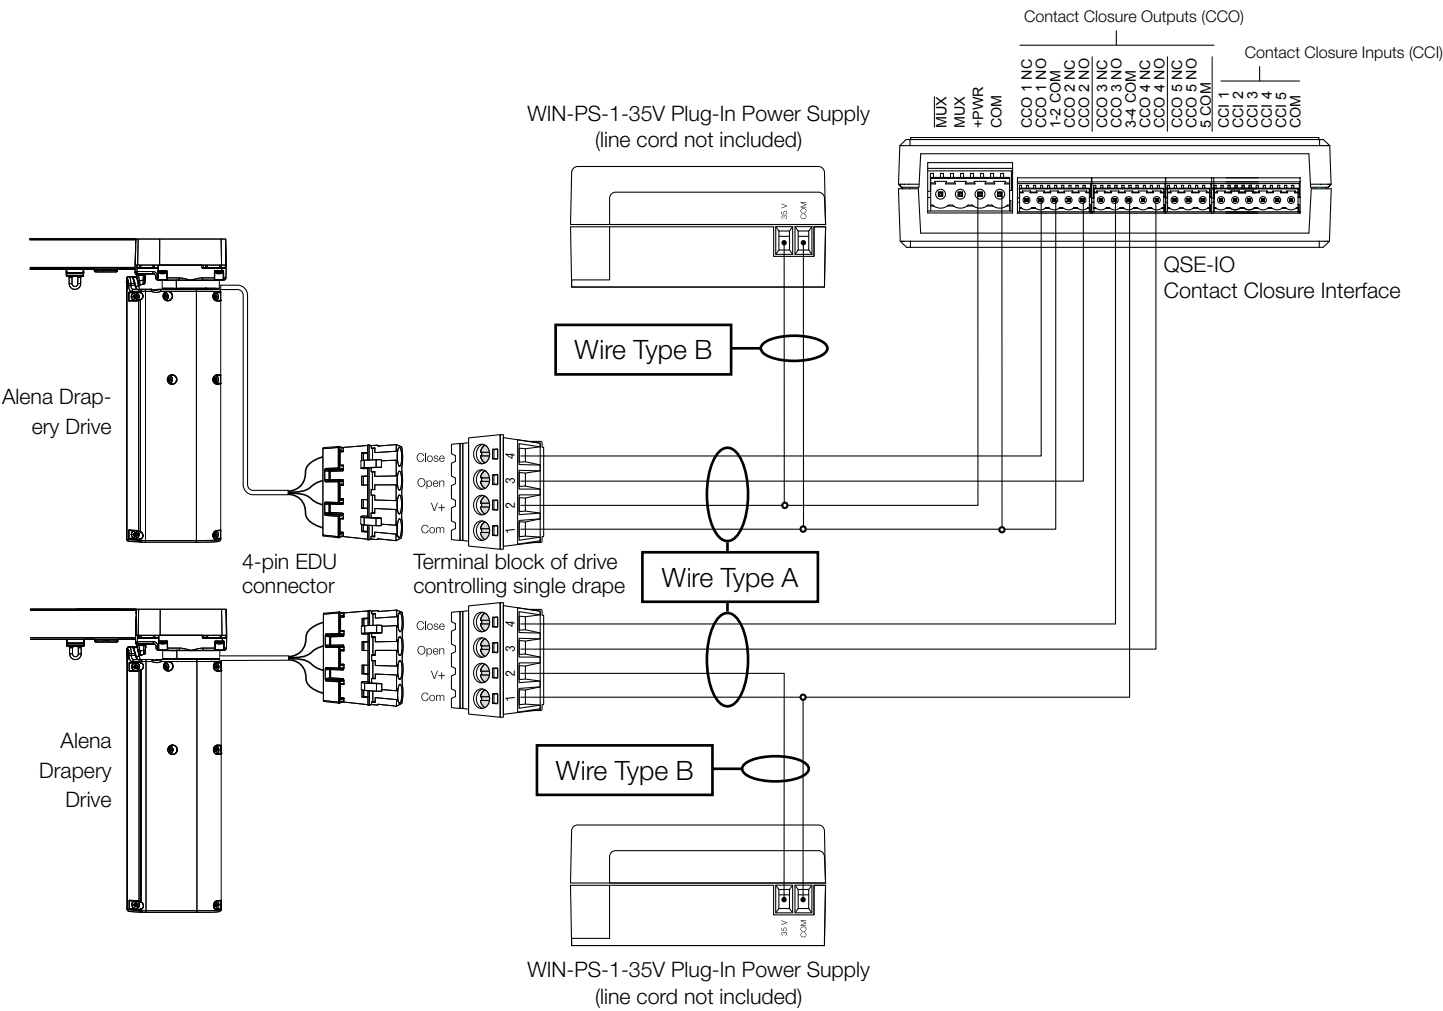 Contact Closure Outputs (CCO)
Contact Closure Inputs (CCI)
MUX
MUX
+PWR
COM
CCO 1 NC
CCO 1 NO
1-2 COM
CCO 2 NC
CCO 2 NO
CCO 3 NC
CCO 3 NO
3-4 COM
CCO 4 NC
CCO 4 NO
CCO 5 NC
CCO 5 NO
5 COM
CCI 1
CCI 2
CCI 3
CCI 4
CCI 5
COM
WIN-PS-1-35V Plug-In Power Supply
(line cord not included)
35 V
COM
QSE-IO
Contact Closure Interface
Wire Type B
Alena Drap-
ery Drive
Close
4
Open
3
V+
2
Com
1
4-pin EDU
connector
Terminal block of drive
controlling single drape
Wire Type A
Close
4
Open
3
V+
2
Com
1
Alena
Drapery
Drive
Wire Type B
35 V
COM
WIN-PS-1-35V Plug-In Power Supply
(line cord not included)